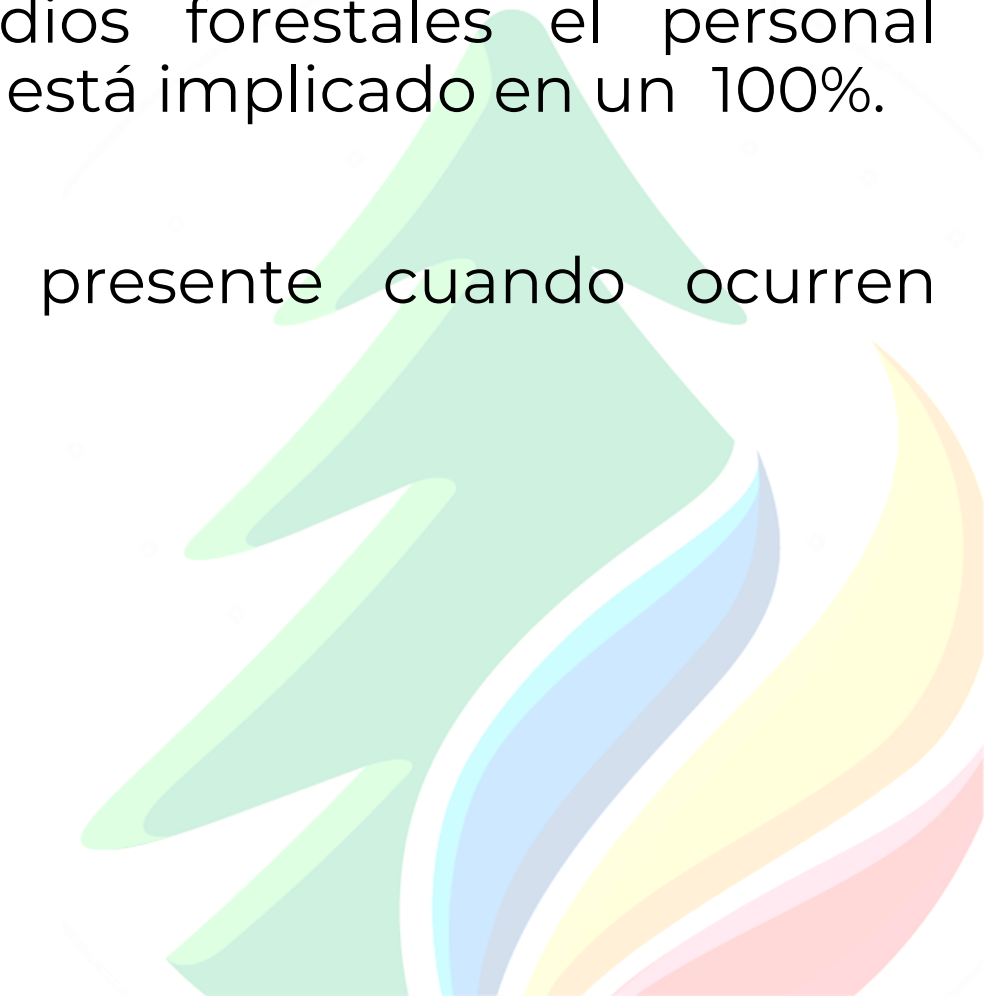 dios forestales el personal
está implicado en un 100%.
presente cuando ocurren